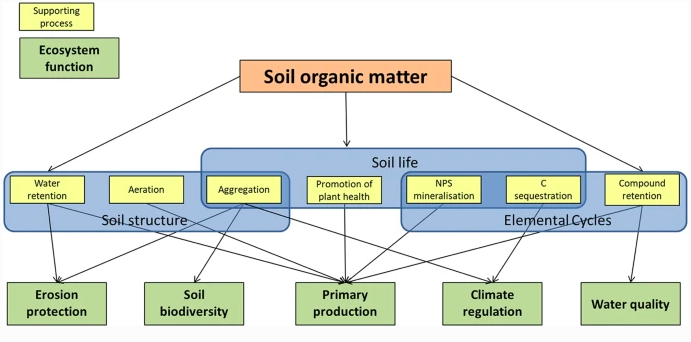 Supporting
process
Ecosystem
function
Soil organic matter
Soil life
Water
retention
Aeration
Aggregation
Promotion of
plant health
NPS
mineralisation
C
sequestration
Compound
retention
Soil structure
Elemental Cycles
Erosion
protection
Soil
biodiversity
Primary
production
Climate
regulation
Water quality